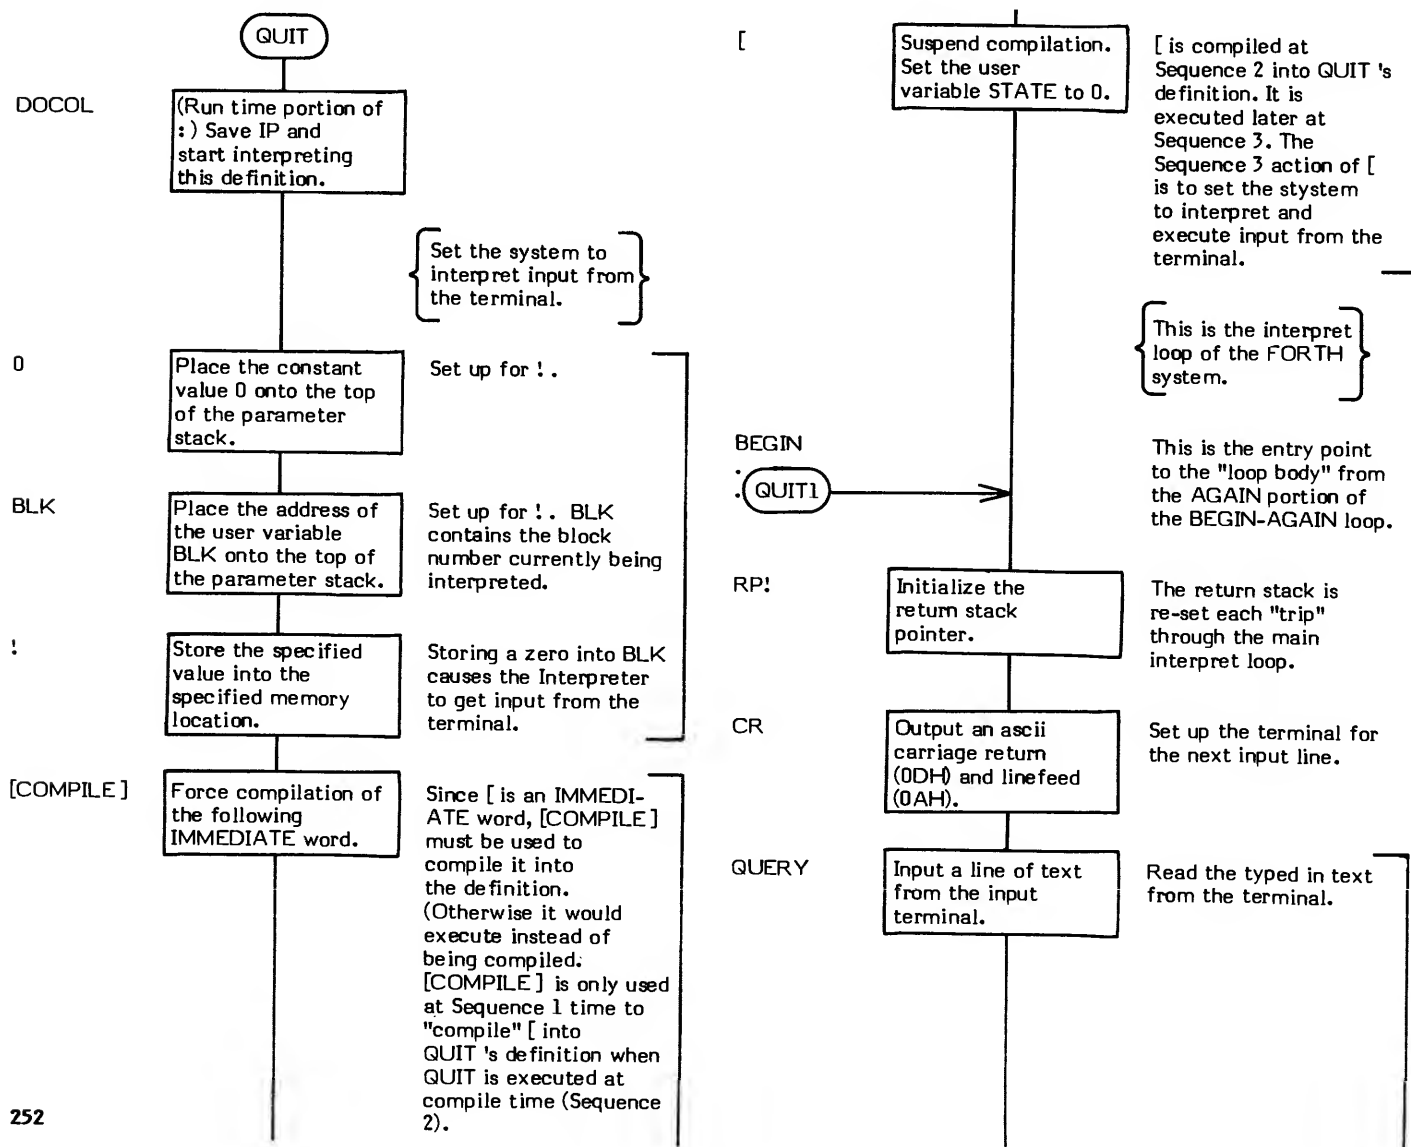 QUIT
DOCOL
(Run time portion of
: ) Save IP and
start interpreting
this definition.
Set the system to
interpret input from
the terminal.
0
Place the constant
value 0 onto the top
of the parameter
stack.
Set up for ! .
BLK
Place the address of
the user variable
BLK onto the top of
the parameter stack.
Set up for ! . BLK
contains the block
number currently being
interpreted.
!
Store the specified
value into the
specified memory
location.
Storing a zero into BLK
causes the Interpreter
to get input from the
terminal.
[COMPILE]
Force compilation of
the following
IMMEDIATE word.
Since [ is an IMMEDI-
ATE word, [COMPILE]
must be used to
compile it into
the definition.
(Otherwise it would
execute instead of
being compiled.
[COMPILE] is only used
at Sequence 1 time to
"compile" [ into
QUIT 's definition when
QUIT is executed at
compile time (Sequence
2).
252
[
Suspend compilation.
Set the user
variable STATE to 0.
[ is compiled at
Sequence 2 into QUIT 's
definition. It is
executed later at
Sequence 3. The
Sequence 3 action of [
is to set the stystem
to interpret and
execute input from the
terminal.
This is the interpret
loop of the FORTH
system.
BEGIN
: QUIT1
This is the entry point
to the "loop body" from
the AGAIN portion of
the BEGIN-AGAIN loop.
RP!
Initialize the
return stack
pointer.
The return stack is
re-set each "trip"
through the main
interpret loop.
CR
Output an ascii
carriage return
(0DH) and linefeed
(0AH).
Set up the terminal for
the next input line.
QUERY
Input a line of text
from the input
terminal.
Read the typed in text
from the terminal.